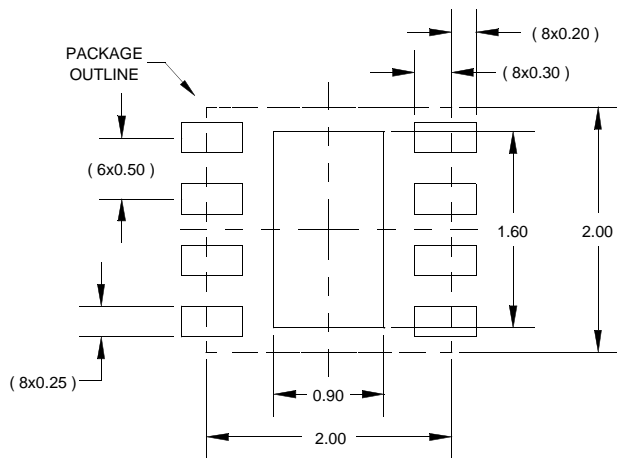 ( 8x0.20 )
PACKAGE
OUTLINE
( 8x0.30 )
( 6x0.50 )
1.60
2.00
( 8x0.25 )
0.90
2.00